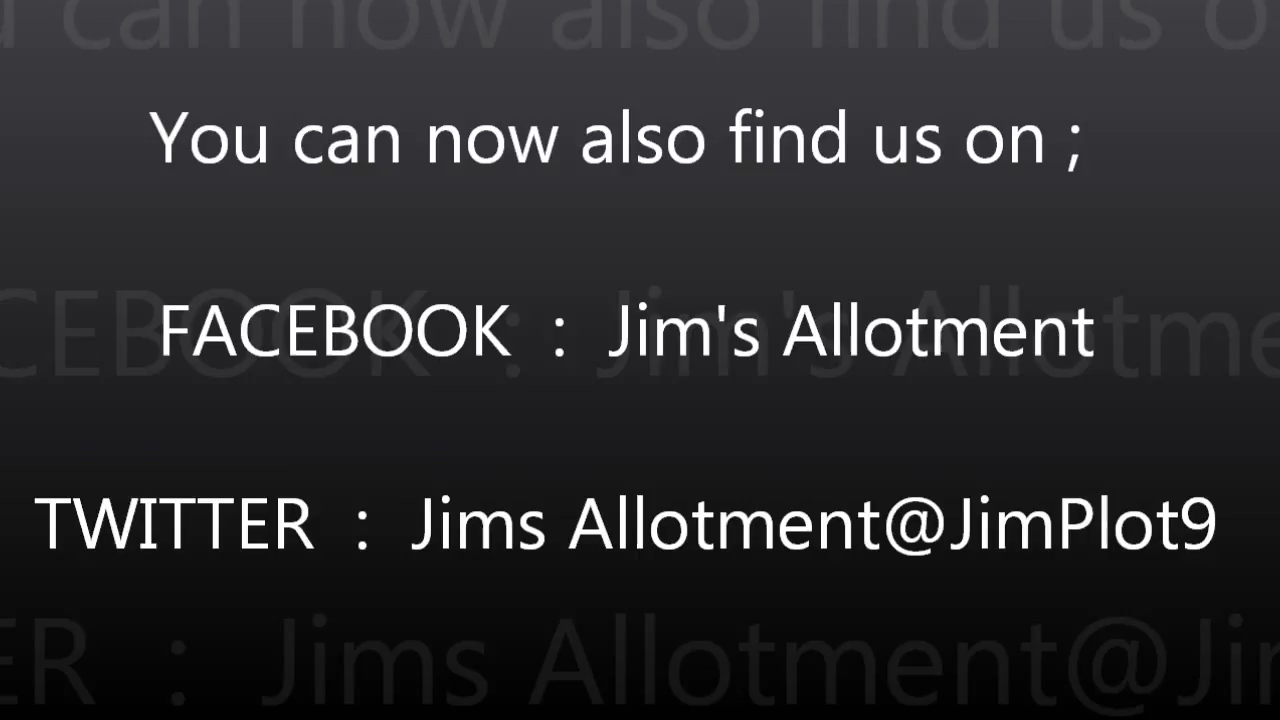 You can now also find us on ;
FACEBOOK : Jim's Allotment
TWITTER : Jims Allotment@JimPlot9